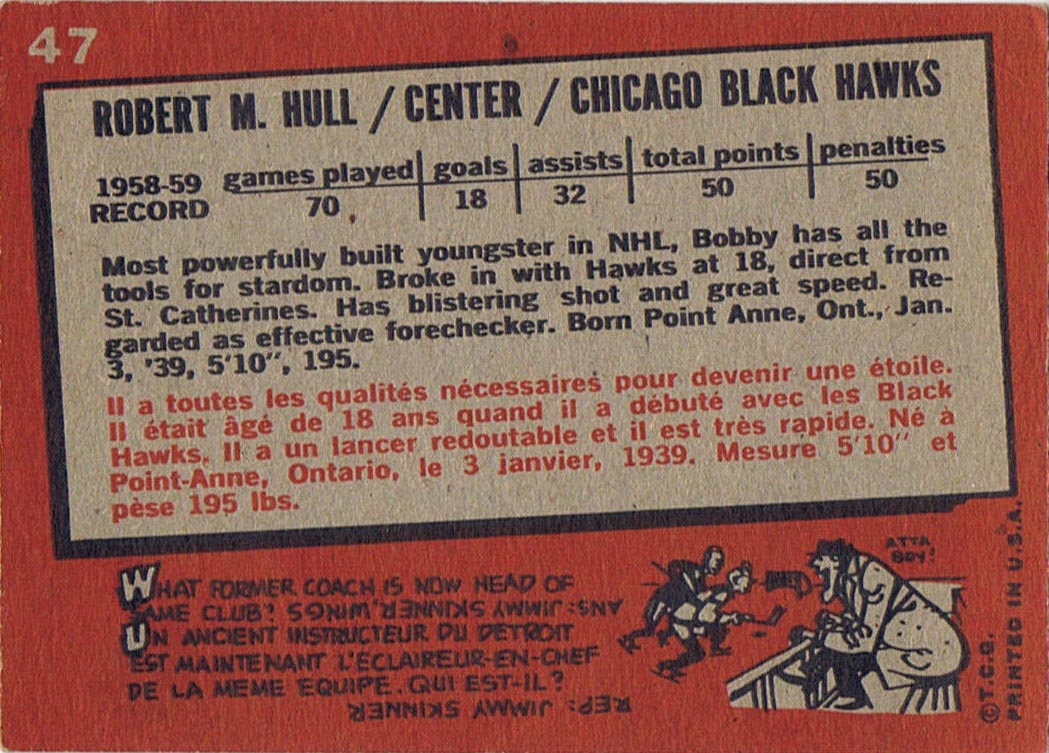 47
ROBERT M. HULL / CENTER / CHICAGO BLACK HAWKS
1958-59 RECORD
games played | goals | assists | total points | penalties
70 | 18 | 32 | 50 | 50
Most powerfully built youngster in NHL, Bobby has all the
tools for stardom. Broke in with Hawks at 18, direct from
St. Catherines. Has blistering shot and great speed. Re-
garded as effective forechecker. Born Point Anne, Ont., Jan.
3, '39, 5'10", 195.
Il a toutes les qualités nécessaires pour devenir une étoile.
Il était âgé de 18 ans quand il a débuté avec les Black
Hawks. Il a un lancer redoutable et il est très rapide. Né à
Point-Anne, Ontario, le 3 janvier, 1939. Mesure 5'10" et
pèse 195 lbs.
WHAT FORMER COACH IS NOW HEAD OF
SAME CLUB?
ANS: JIMMY SKINNER, WINGS
UN ANCIENT INSTRUCTEUR DU DETROIT
EST MAINTENANT L'ÉCLAIREUR-EN-CHEF
DE LA MEME EQUIPE. QUI EST-IL?
RÉP: JIMMY SKINNER
ATTA
BOY!
© T.C.G. PRINTED IN U.S.A.